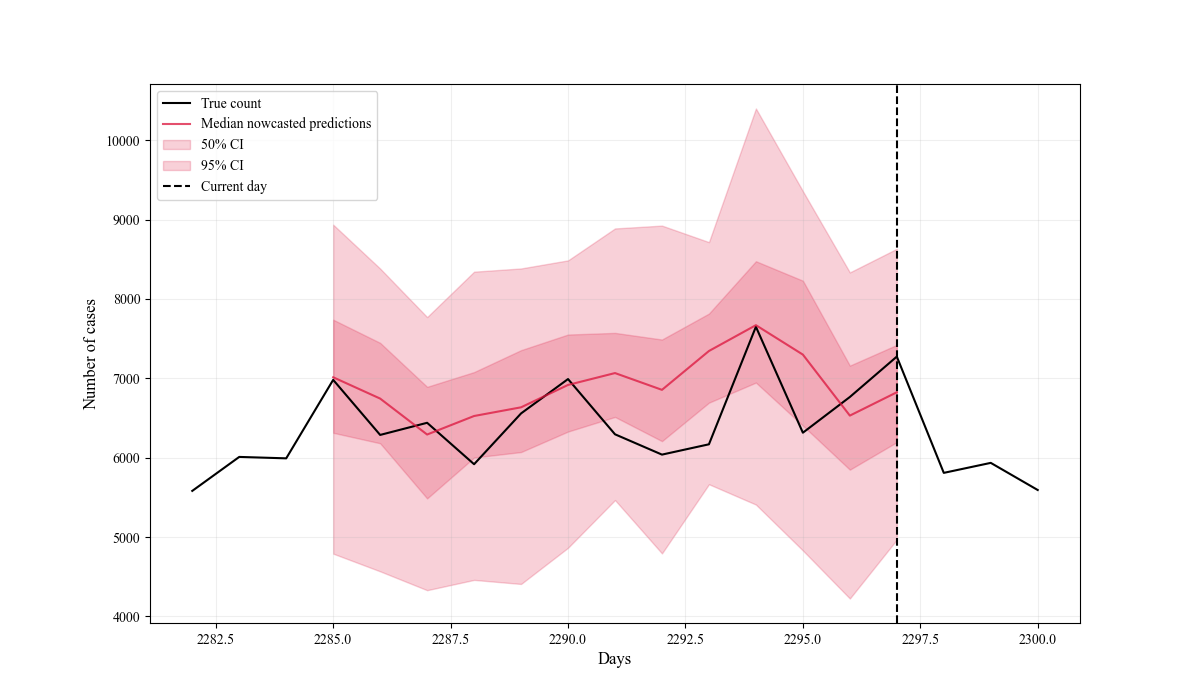 True count
Median nowcasted predictions
50% CI
95% CI
Current day
10000
9000
8000
7000
6000
5000
4000
Number of cases
2282.5 2285.0 2287.5 2290.0 2292.5 2295.0 2297.5 2300.0
Days